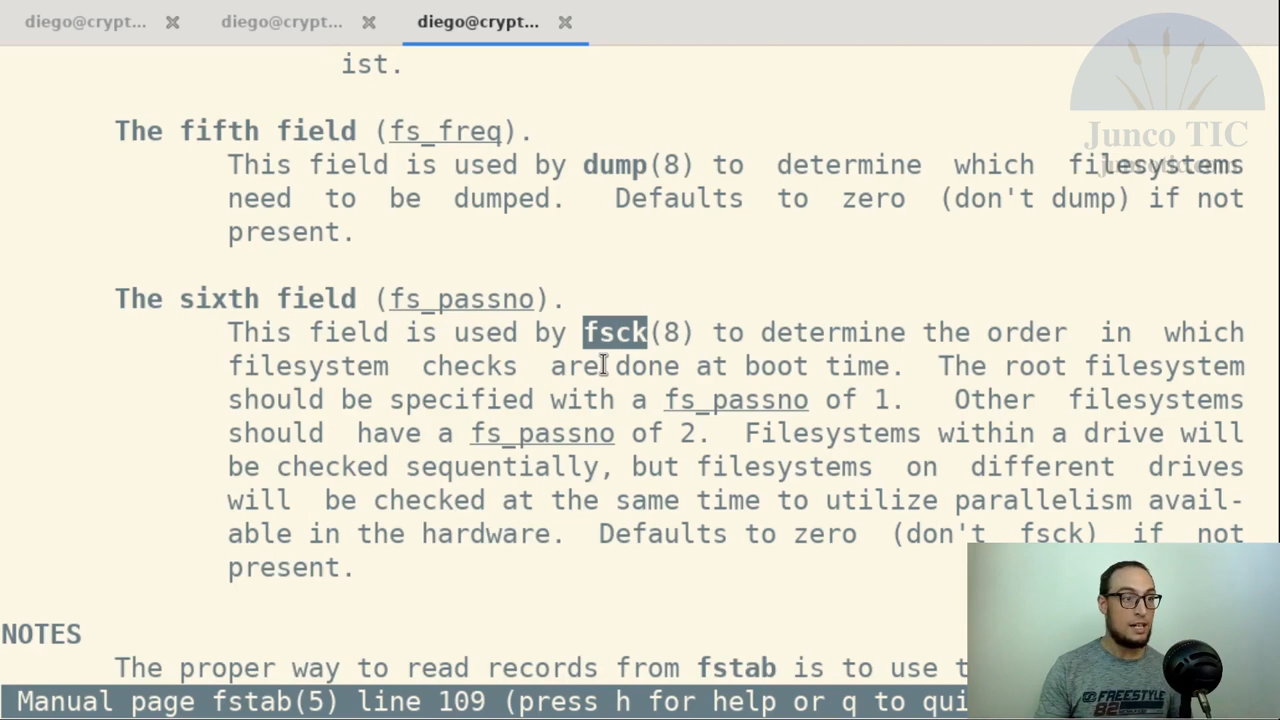 diego@crypt... diego@crypt... diego@crypt...
ist.
Junco TIC
juncotic.com
The fifth field (fs_freq).
This field is used by dump(8) to determine which filesystems
need to be dumped. Defaults to zero (don't dump) if not
present.
The sixth field (fs_passno).
This field is used by fsck(8) to determine the order in which
filesystem checks are done at boot time. The root filesystem
should be specified with a fs_passno of 1. Other filesystems
should have a fs_passno of 2. Filesystems within a drive will
be checked sequentially, but filesystems on different drives
will be checked at the same time to utilize parallelism avail-
able in the hardware. Defaults to zero (don't fsck) if not
present.
NOTES
The proper way to read records from fstab is to use t
Manual page fstab(5) line 109 (press h for help or q to qui
FREESTYLE
82